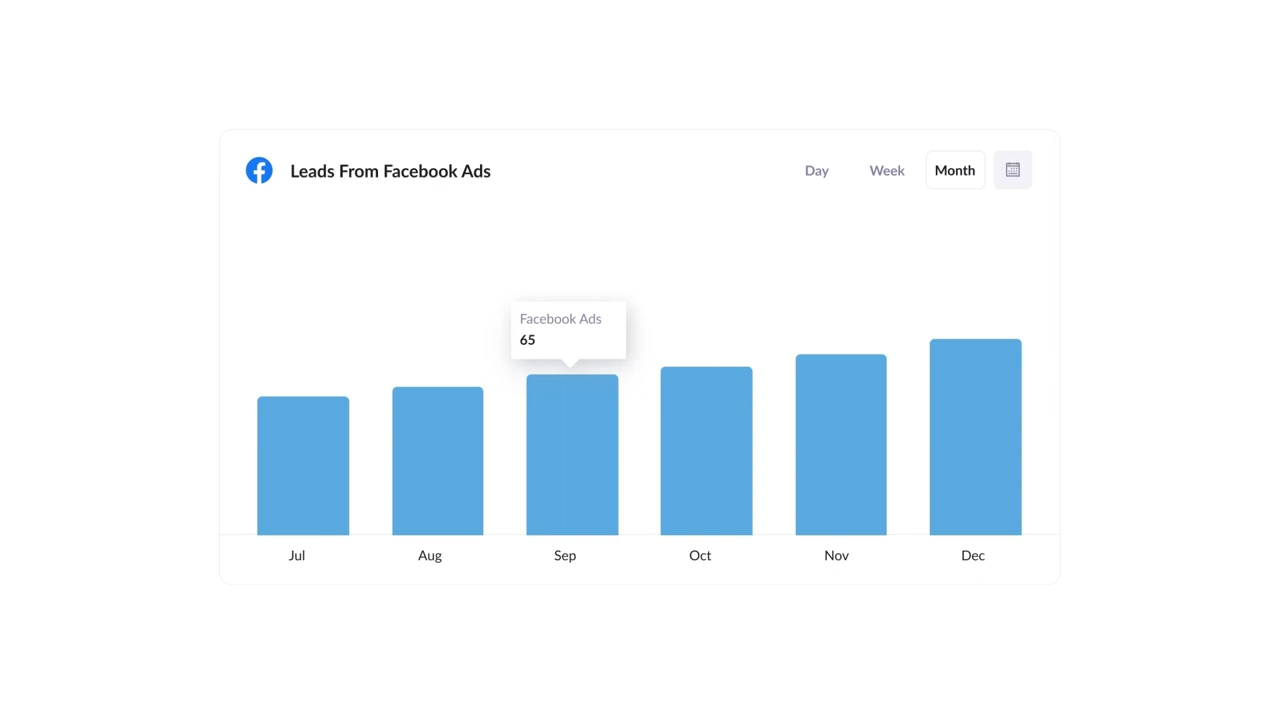 Leads From Facebook Ads
Day Week Month
Facebook Ads
65
Jul Aug Sep Oct Nov Dec